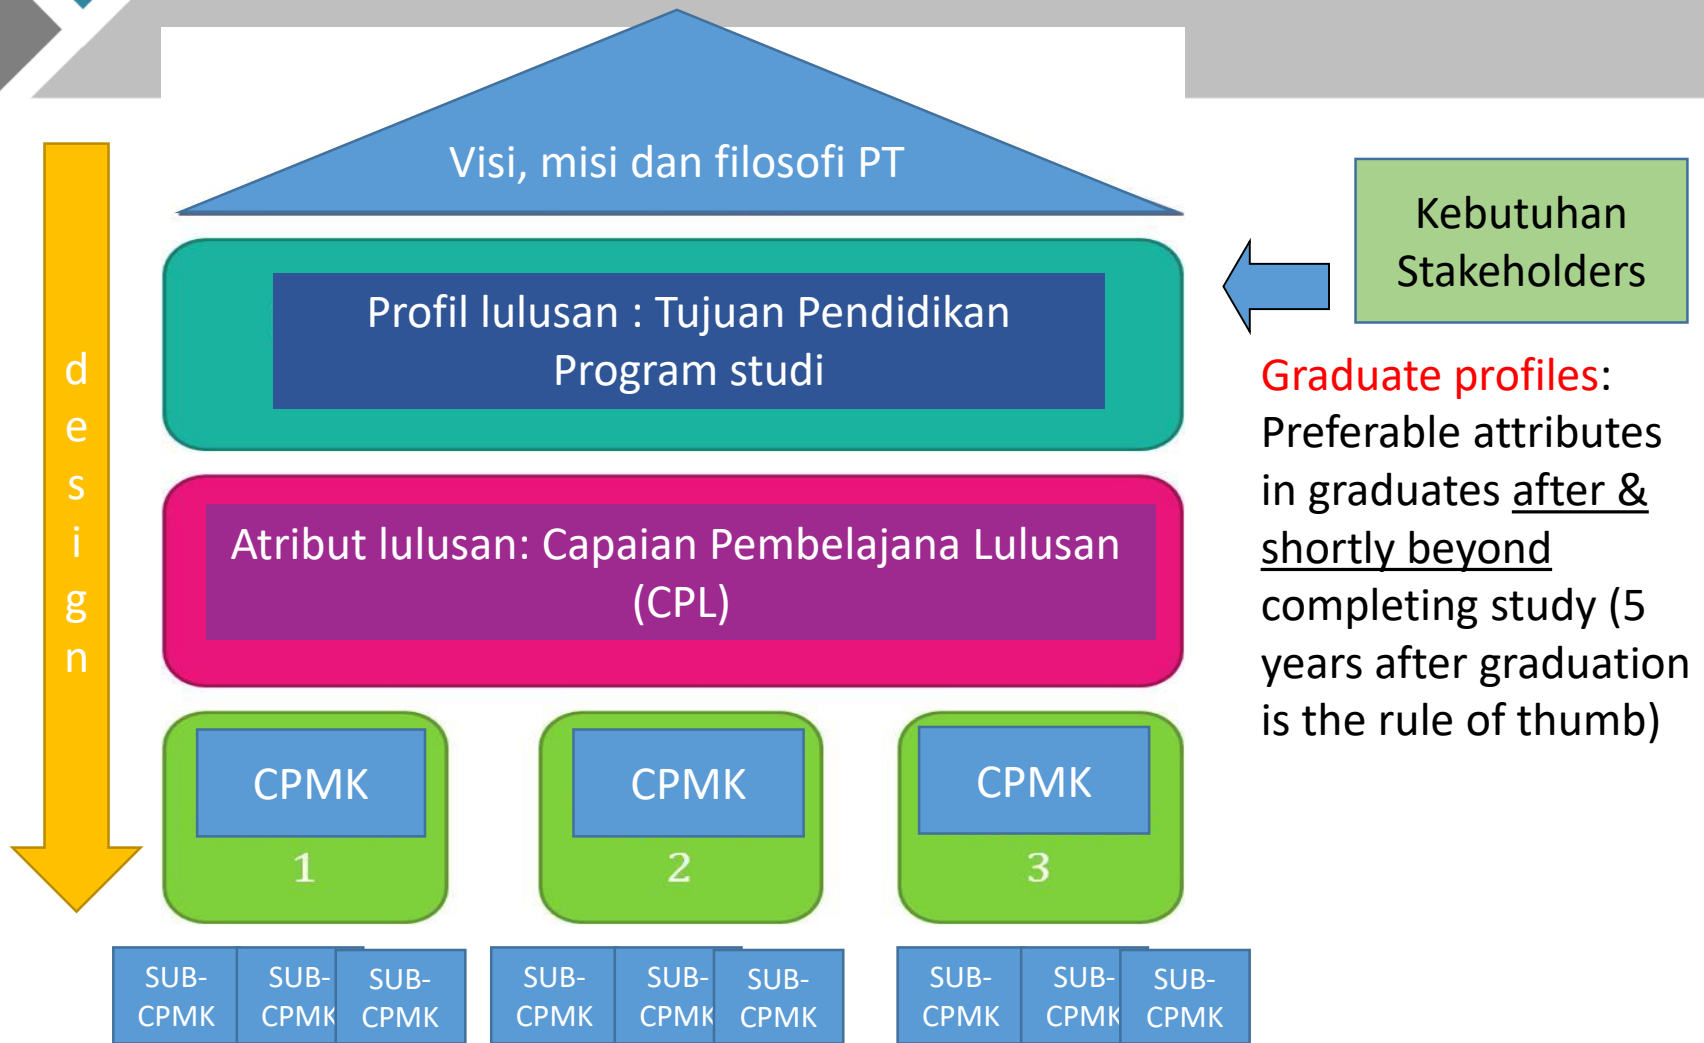 Visi, misi dan filosofi PT
Kebutuhan
Stakeholders
Profil lulusan : Tujuan Pendidikan
Program studi
design
Graduate profiles:
Preferable attributes
in graduates after &
shortly beyond
completing study (5
years after graduation
is the rule of thumb)
Atribut lulusan: Capaian Pembelajana Lulusan
(CPL)
CPMK
1
CPMK
2
CPMK
3
SUB-
CPMK
SUB-
CPMK
SUB-
CPMK
SUB-
CPMK
SUB-
CPMK
SUB-
CPMK
SUB-
CPMK
SUB-
CPMK
SUB-
CPMK